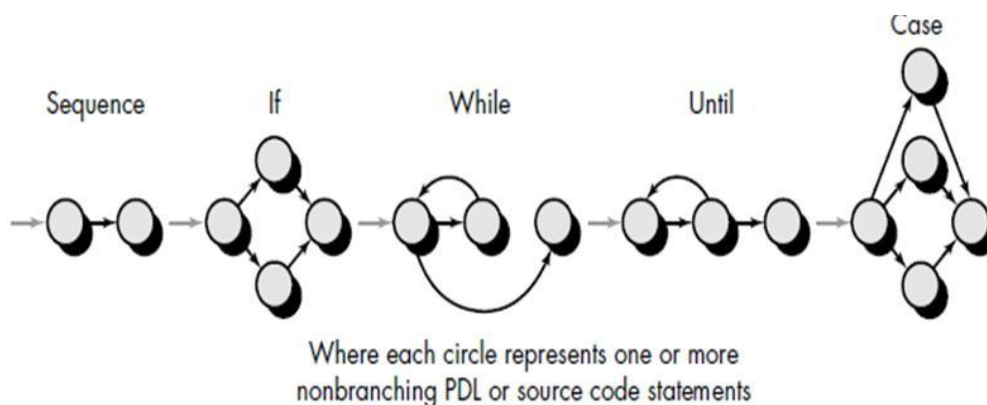 Case
Sequence If While Until
Where each circle represents one or more
nonbranching PDL or source code statements